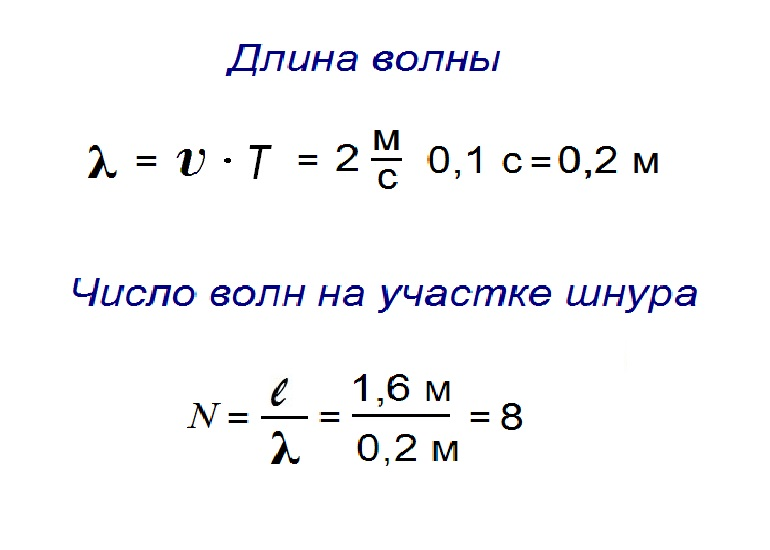 Длина волны
λ = υ · T = 2 м/с 0,1 с = 0,2 м
Число волн на участке шнура
N = ℓ/λ = 1,6 м/0,2 м = 8